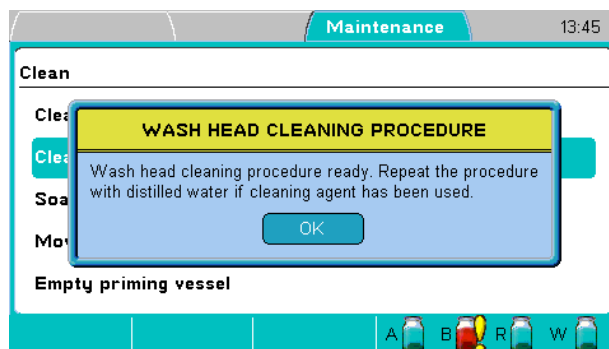 Maintenance 13:45
Clean
WASH HEAD CLEANING PROCEDURE
Wash head cleaning procedure ready. Repeat the procedure
with distilled water if cleaning agent has been used.
OK
Empty priming vessel
A B R W